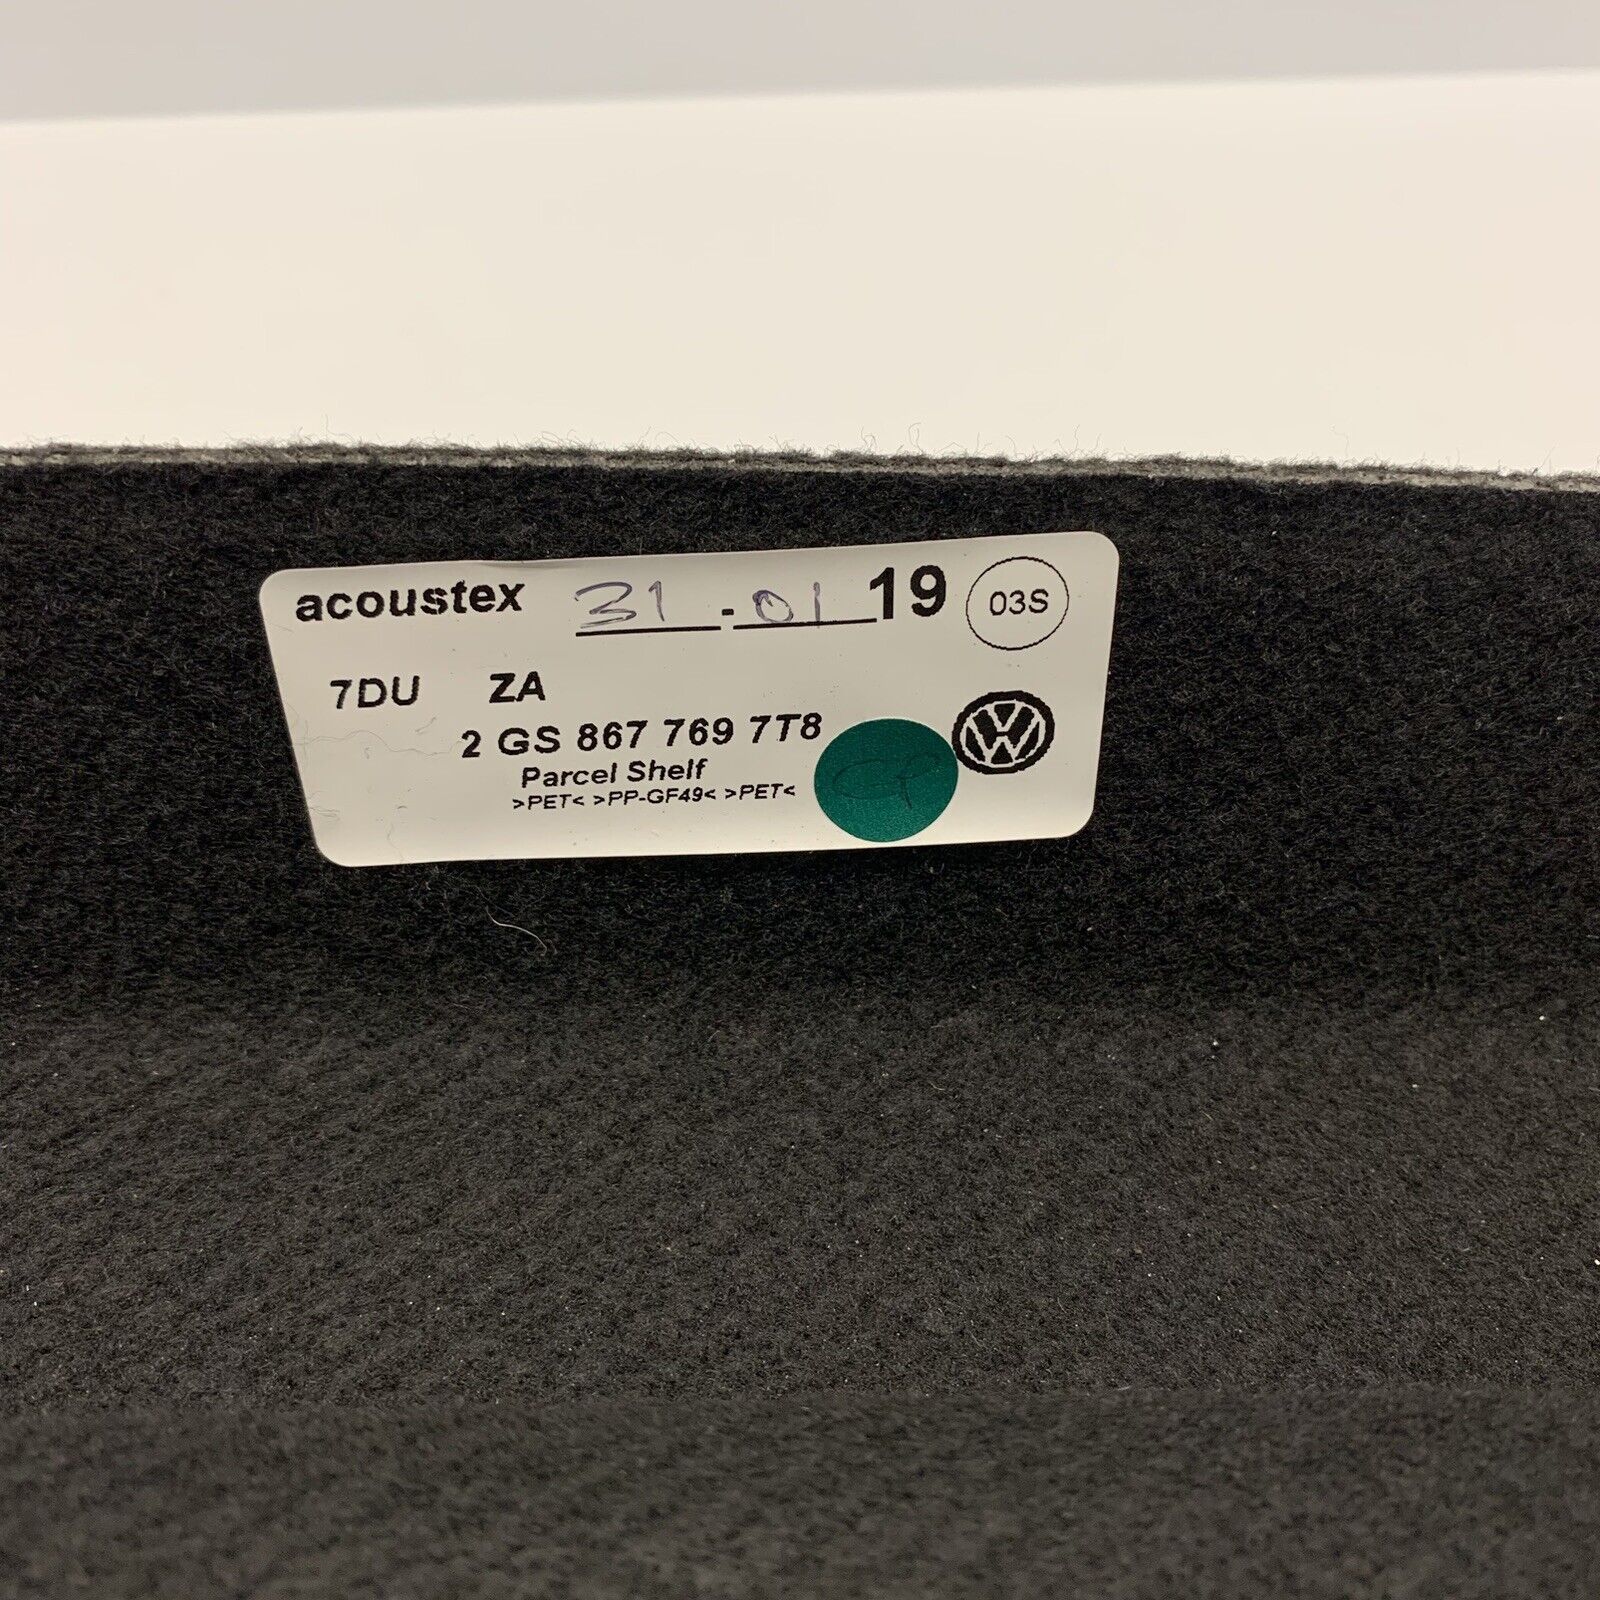 acoustex 31 - 01 19 03S
7DU ZA
2 GS 867 769 7T8
Parcel Shelf
>PET< >PP-GF49< >PET<